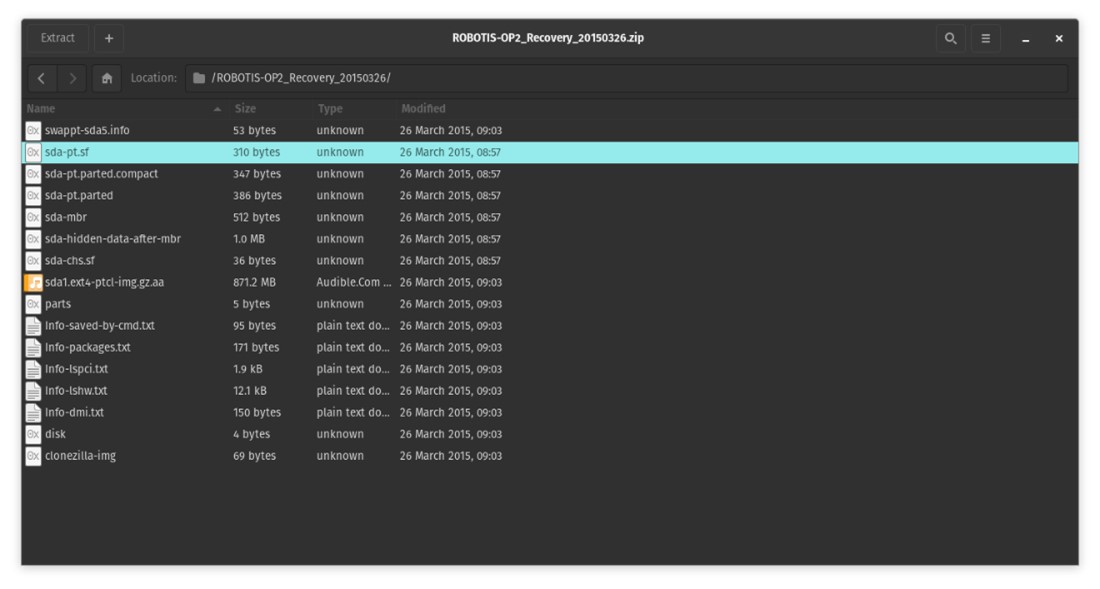 Extract + ROBOTIS-OP2_Recovery_20150326.zip
Location: /ROBOTIS-OP2_Recovery_20150326/
Name Size Type Modified
swappt-sda5.info 53 bytes unknown 26 March 2015, 09:03
sda-pt.sf 310 bytes unknown 26 March 2015, 08:57
sda-pt.parted.compact 347 bytes unknown 26 March 2015, 08:57
sda-pt.parted 386 bytes unknown 26 March 2015, 08:57
sda-mbr 512 bytes unknown 26 March 2015, 08:57
sda-hidden-data-after-mbr 1.0 MB unknown 26 March 2015, 08:57
sda-chs.sf 36 bytes unknown 26 March 2015, 08:57
sda1.ext4-ptcl-img.gz.aa 871.2 MB Audible.Com ... 26 March 2015, 09:03
parts 5 bytes unknown 26 March 2015, 09:03
Info-saved-by-cmd.txt 95 bytes plain text do... 26 March 2015, 09:03
Info-packages.txt 171 bytes plain text do... 26 March 2015, 09:03
Info-lspci.txt 1.9 kB plain text do... 26 March 2015, 09:03
Info-lshw.txt 12.1 kB plain text do... 26 March 2015, 09:03
Info-dmi.txt 150 bytes plain text do... 26 March 2015, 09:03
disk 4 bytes unknown 26 March 2015, 09:03
clonezilla-img 69 bytes unknown 26 March 2015, 09:03